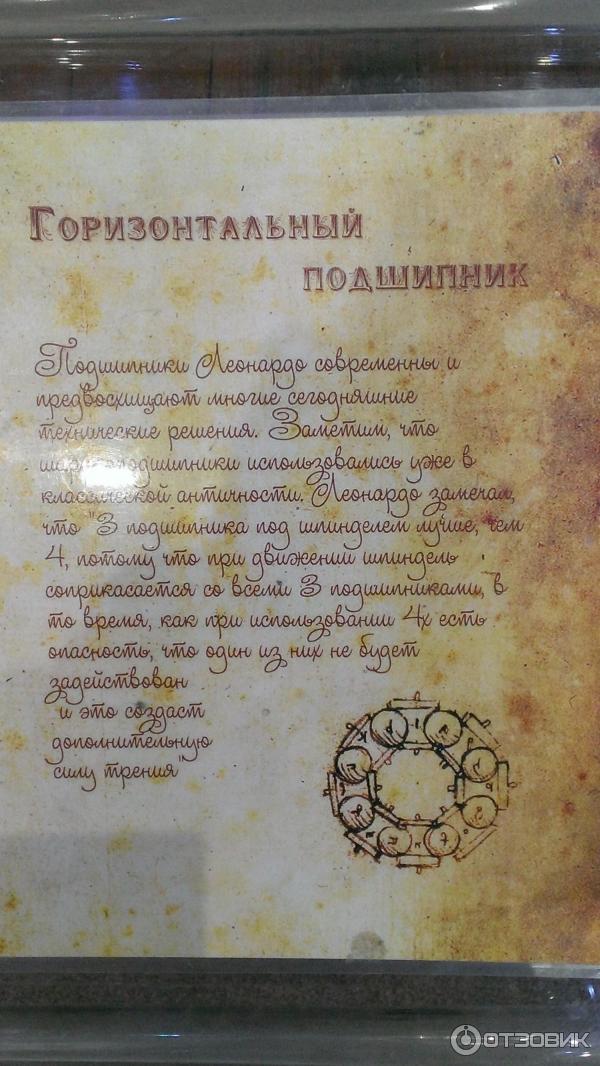 Горизонтальный
подшипник
Подшипники Леонардо современны и
предвосхищают многие сегодняшние
технические решения. Заметим, что
шарикоподшипники использовались уже в
классической античности. Леонардо замечал,
что "3 подшипника под шпинделем лучше, чем
4, потому что при движении шпиндель
соприкасается со всеми 3 подшипниками, в
то время, как при использовании 4х есть
опасность, что один из них не будет
задействован
и это создаст
дополнительную
силу трения"
ОТЗОВИК